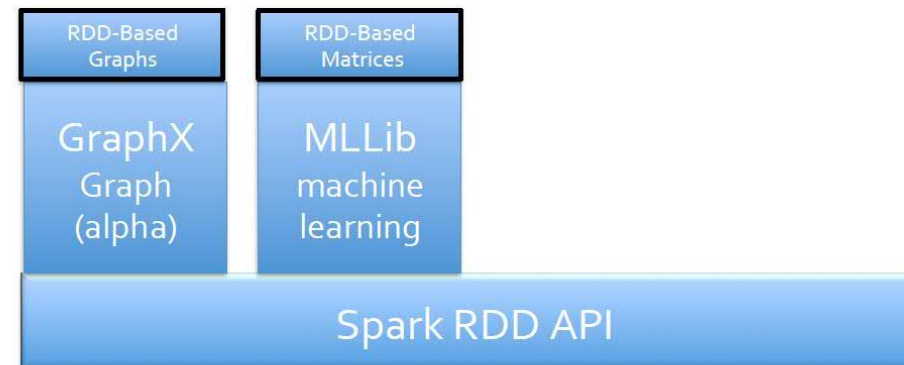 RDD-Based
Graphs
RDD-Based
Matrices
GraphX
Graph
(alpha)
MLLib
machine
learning
Spark RDD API